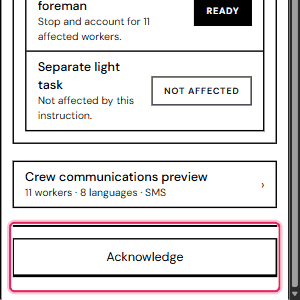 foreman
Stop and account for 11
affected workers.
READY
Separate light
task
Not affected by this
instruction.
NOT AFFECTED
Crew communications preview
11 workers · 8 languages · SMS
›
Acknowledge